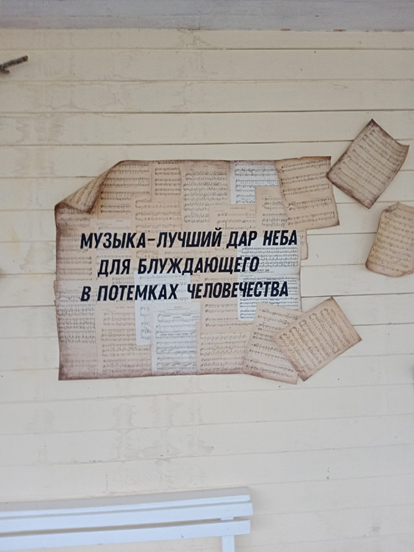 МУЗЫКА-ЛУЧШИЙ ДАР НЕБА
ДЛЯ БЛУЖДАЮЩЕГО
В ПОТЕМКАХ ЧЕЛОВЕЧЕСТВА